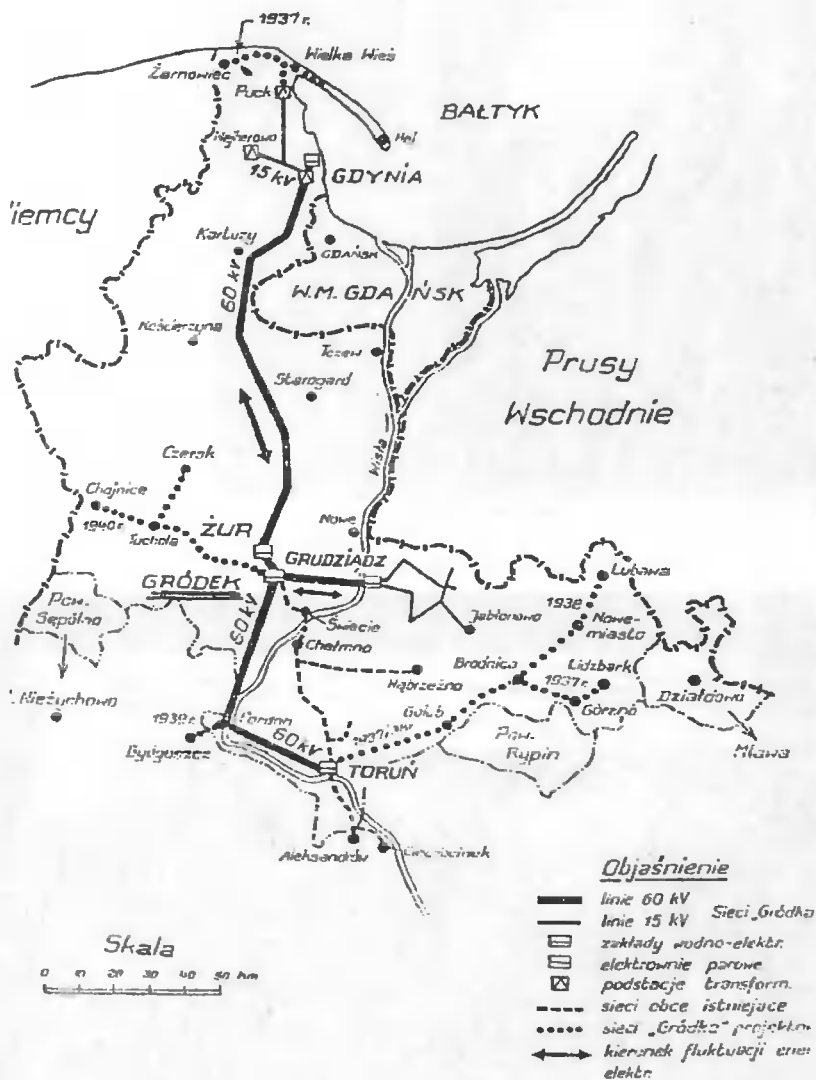 1937 r.
Wielka Wieś
Żarnowiec
Puck
BAŁTYK
Hel
Wejherowo
15 kV
GDYNIA
Niemcy
Kartuzy
GDAŃSK
60 kV
W.M. GDAŃSK
Kościerzyna
Tczew
Prusy
Wschodnie
Starogard
Wisła
Czersk
Chojnice
1940 r.
Tuchola
Nowe
ŻUR
GRUDZIĄDZ
Lubawa
GRÓDEK
1938
Pow.
Sępólno
60 kV
Świecie
Jabłonowo
Nowe-
miasto
Chełmno
Brodnica
Lidzbark
Wąbrzeźno
1937 r.
Działdowo
Nieżuchowo
Górzno
Golub
1939 r.
Fordon
Pow.
Rypin
Mława
Bydgoszcz
60 kV
TORUŃ
Aleksandrów
Ciechocinek
Objaśnienie
linie 60 kV
linie 15 kV
Sieci „Gródka
zakłady wodno-elektr.
elektrownie parowe
podstacje transform.
sieci obce istniejące
sieci „Gródka" projektow
kierunek fluktuacji ener
elektr.
Skala
0 10 20 30 40 50 km